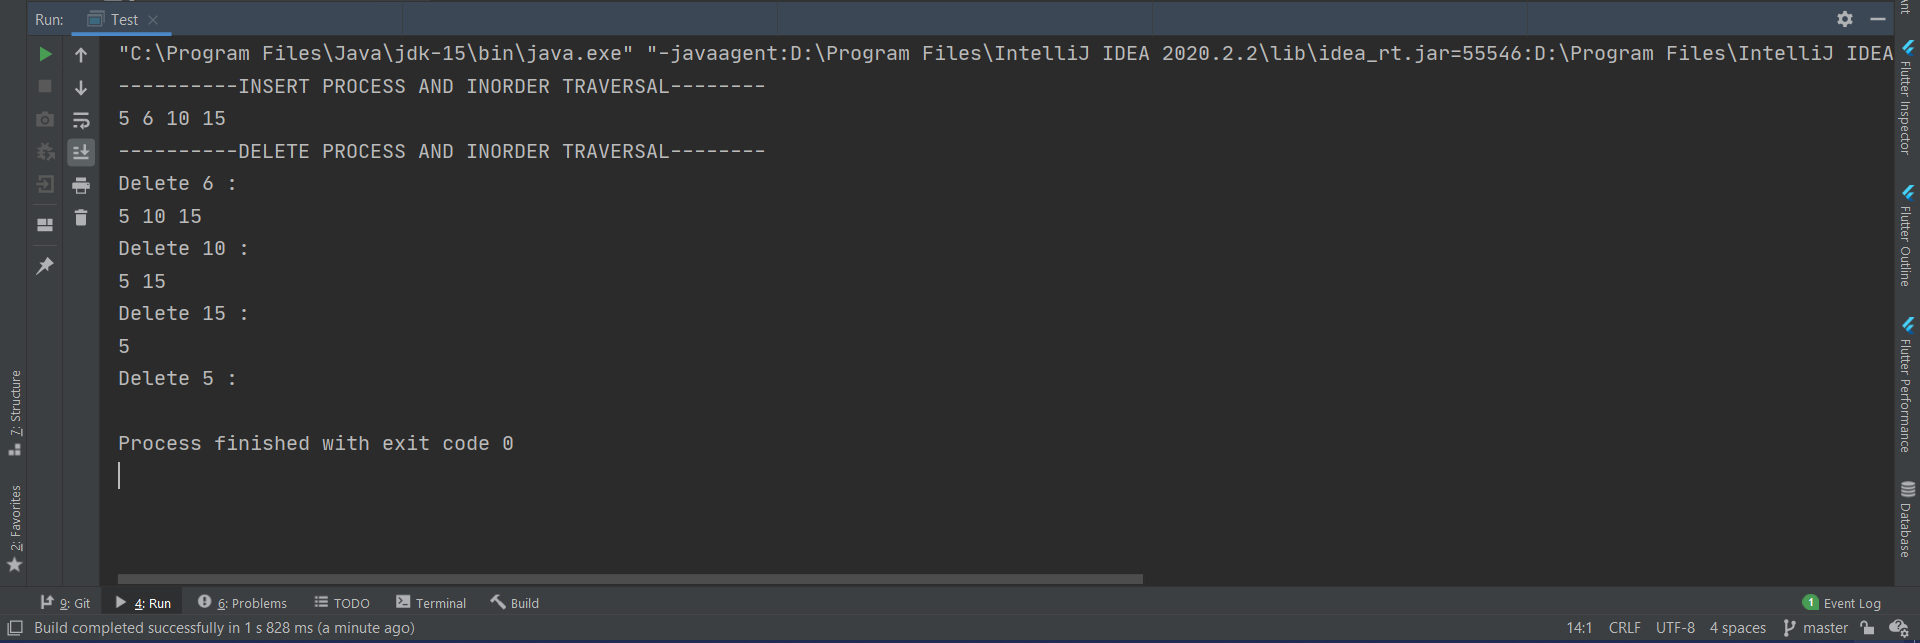 Run: Test
"C:\Program Files\Java\jdk-15\bin\java.exe" "-javaagent:D:\Program Files\IntelliJ IDEA 2020.2.2\lib\idea_rt.jar=55546:D:\Program Files\IntelliJ IDEA
----------INSERT PROCESS AND INORDER TRAVERSAL--------
5 6 10 15
----------DELETE PROCESS AND INORDER TRAVERSAL--------
Delete 6 :
5 10 15
Delete 10 :
5 15
Delete 15 :
5
Delete 5 :
Process finished with exit code 0
7: Structure
2: Favorites
nt
Flutter Inspector
Flutter Outline
Flutter Performance
Database
9: Git 4: Run 6: Problems TODO Terminal Build 1 Event Log
Build completed successfully in 1 s 828 ms (a minute ago) 14:1 CRLF UTF-8 4 spaces master